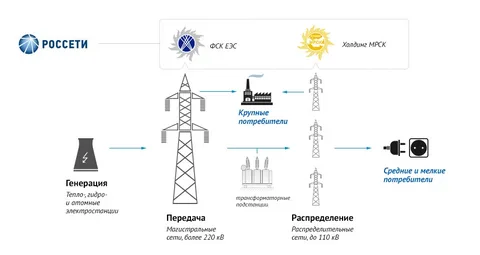 РОССЕТИ
ФСК ЕЭС
Холдинг МРСК
Крупные
потребители
Генерация
Тепло-, гидро-
и атомные
электростанции
Передача
Магистральные
сети, более 220 кВ
трансформаторные
подстанции
Распределение
Распределительные
сети, до 110 кВ
Средние и мелкие
потребители